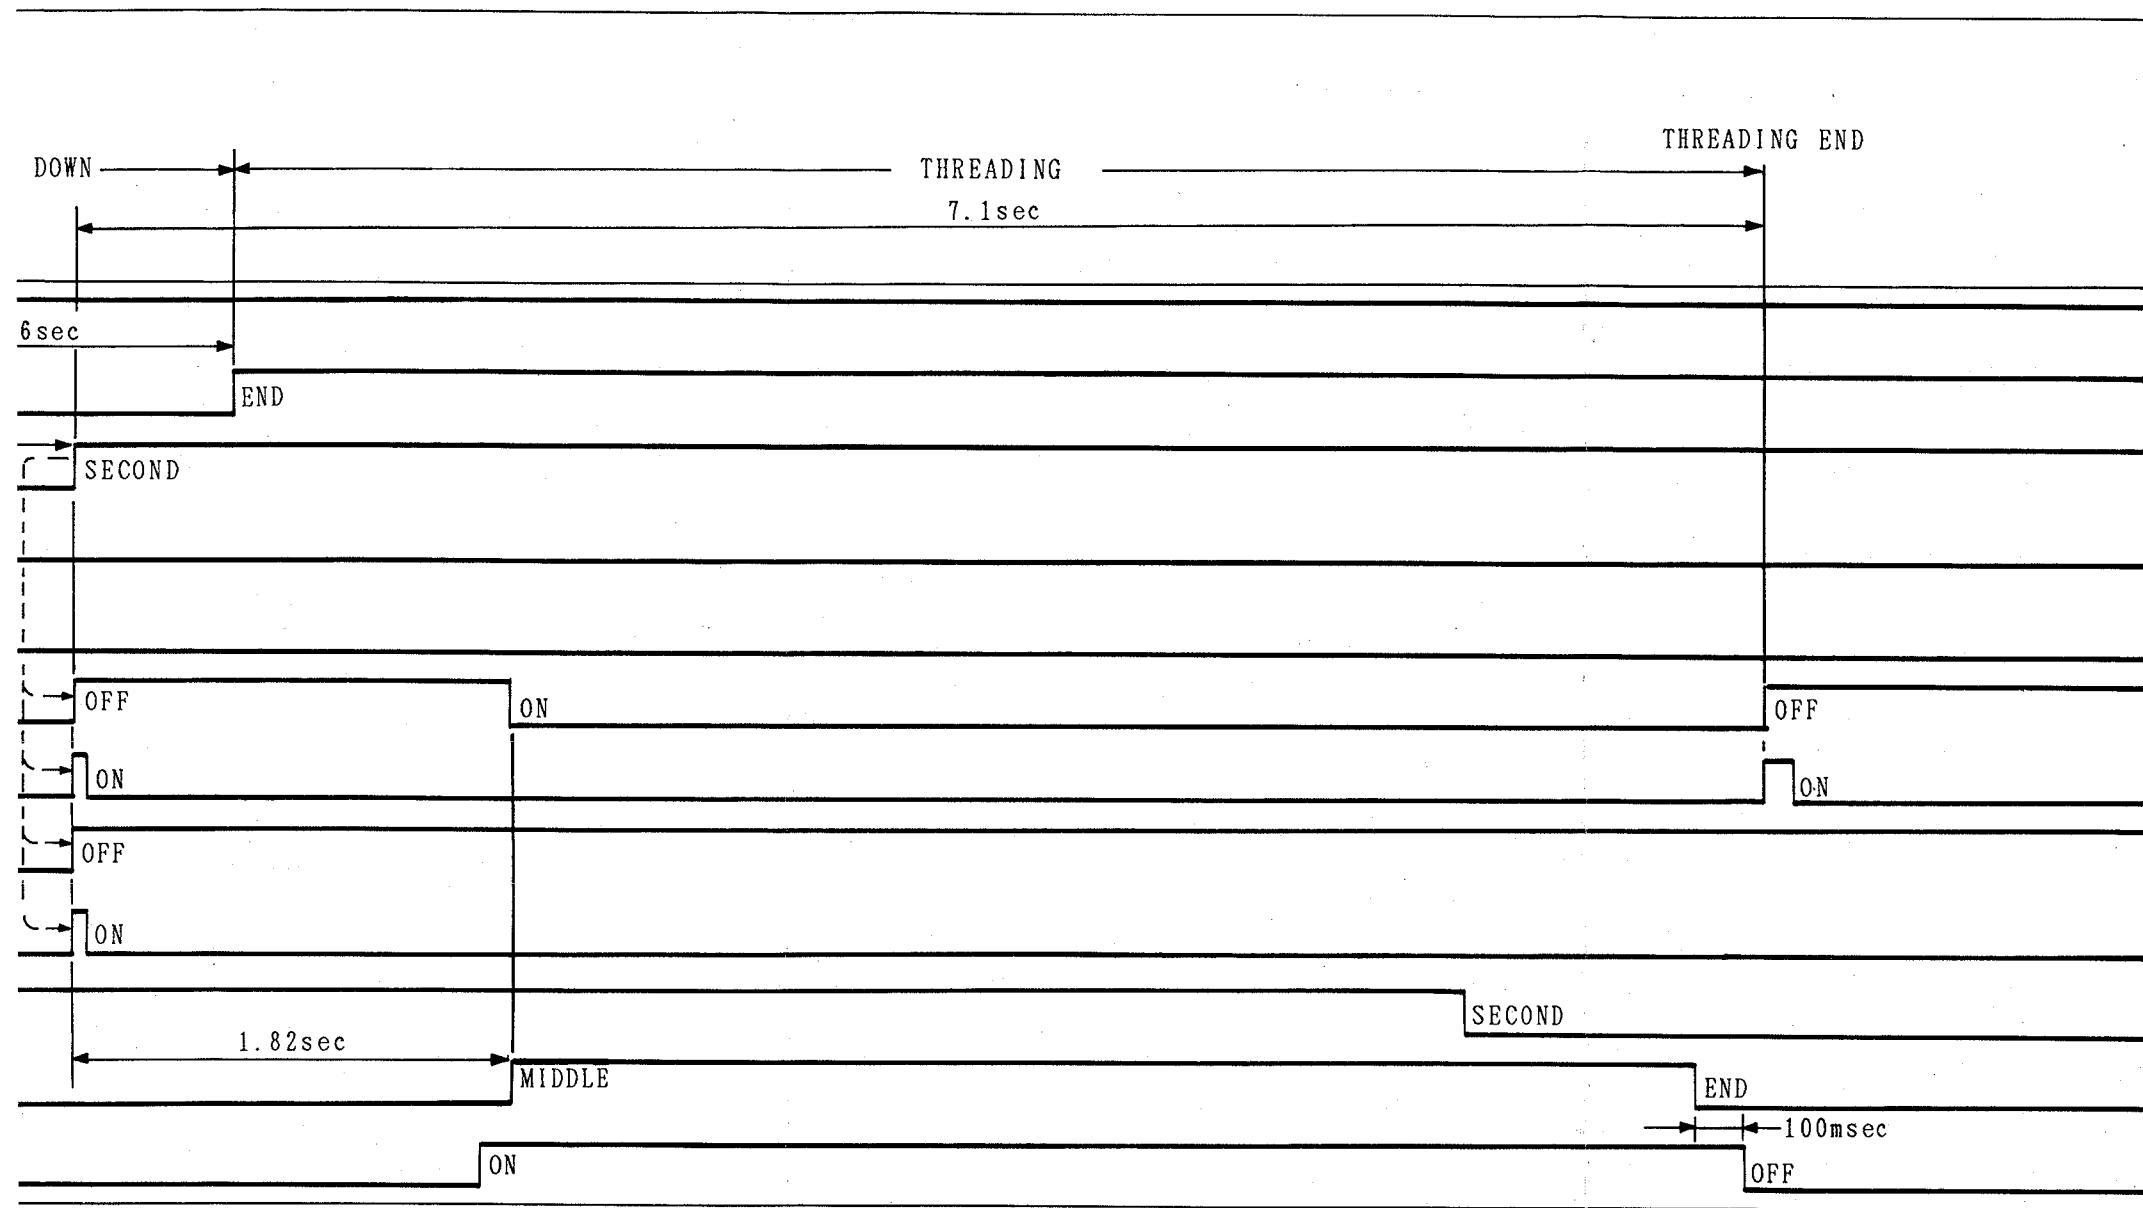 THREADING END
DOWN
THREADING
7.1sec
6sec
END
SECOND
OFF
ON
OFF
ON
ON
OFF
ON
SECOND
1.82sec
MIDDLE
END
100msec
ON
OFF